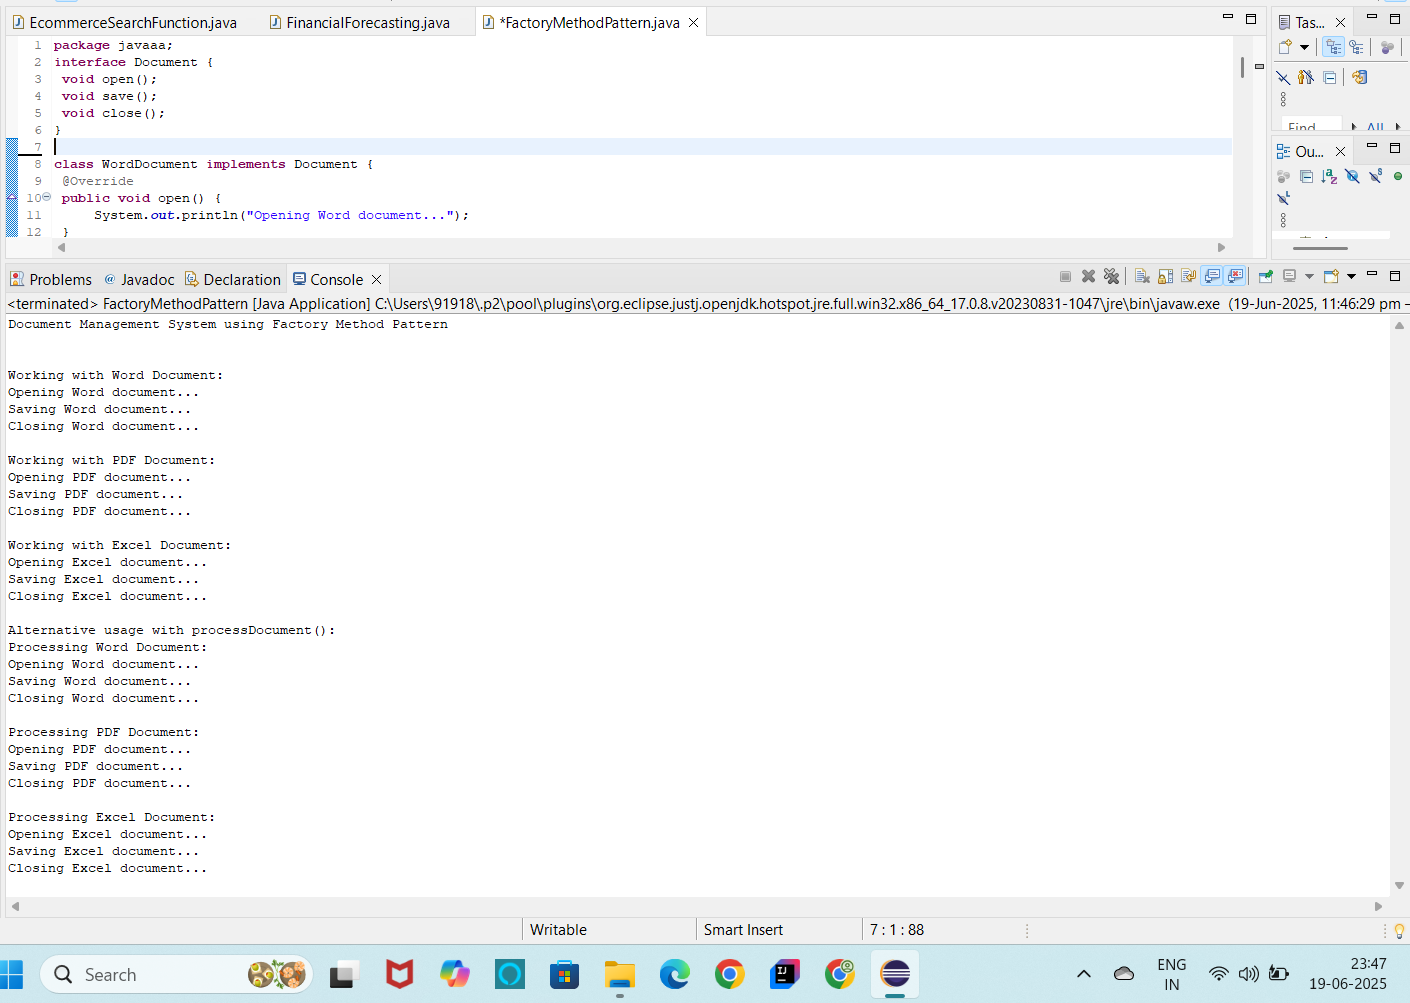 EcommerceSearchFunction.java FinancialForecasting.java *FactoryMethodPattern.java
Tas...
1 package javaaa;
2 interface Document {
3 void open();
4 void save();
5 void close();
6 }
7
8 class WordDocument implements Document {
9 @Override
10 public void open() {
11 System.out.println("Opening Word document...");
12 }
Find All
Ou...
Problems Javadoc Declaration Console
<terminated> FactoryMethodPattern [Java Application] C:\Users\91918\.p2\pool\plugins\org.eclipse.justj.openjdk.hotspot.jre.full.win32.x86_64_17.0.8.v20230831-1047\jre\bin\javaw.exe (19-Jun-2025, 11:46:29 pm –
Document Management System using Factory Method Pattern
Working with Word Document:
Opening Word document...
Saving Word document...
Closing Word document...
Working with PDF Document:
Opening PDF document...
Saving PDF document...
Closing PDF document...
Working with Excel Document:
Opening Excel document...
Saving Excel document...
Closing Excel document...
Alternative usage with processDocument():
Processing Word Document:
Opening Word document...
Saving Word document...
Closing Word document...
Processing PDF Document:
Opening PDF document...
Saving PDF document...
Closing PDF document...
Processing Excel Document:
Opening Excel document...
Saving Excel document...
Closing Excel document...
Writable Smart Insert 7 : 1 : 88
Search
ENG
IN
23:47
19-06-2025